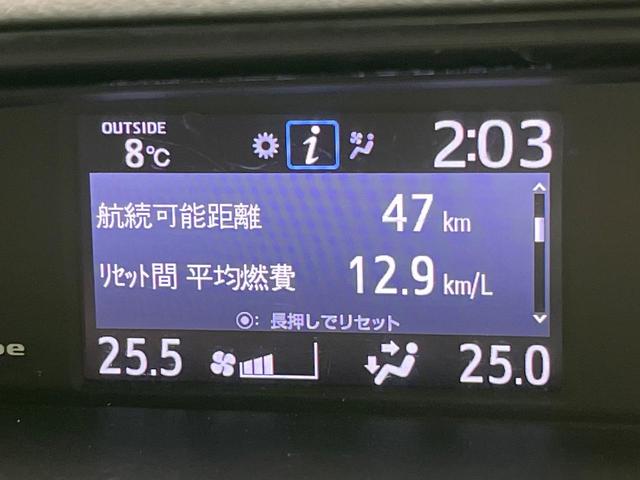 OUTSIDE
8℃
i
2:03
航続可能距離 47 km
ﾘｾｯﾄ間 平均燃費 12.9 km/L
◉: 長押しでリセット
25.5
25.0